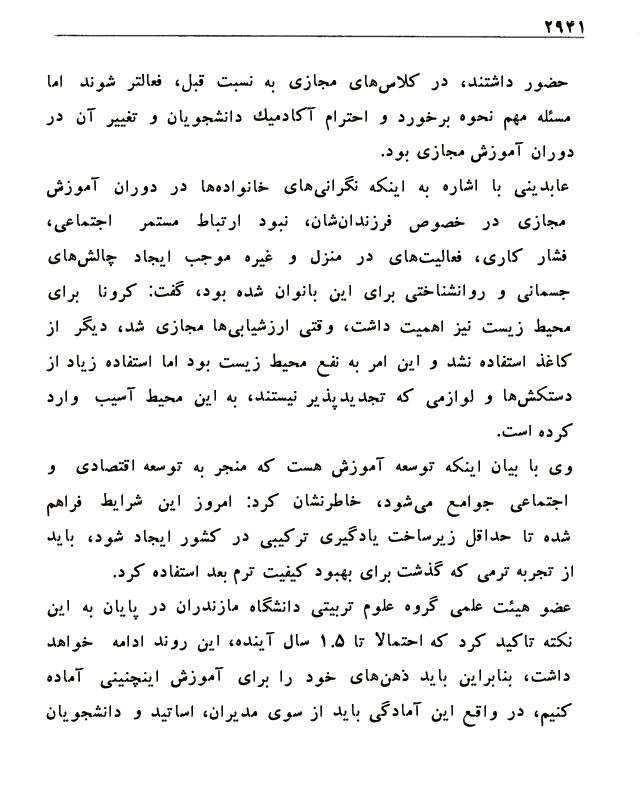 ۲۹۴۱
حضور داشتند، در کلاس‌های مجازی به نسبت قبل، فعالتر شوند اما
مسئله مهم نحوه برخورد و احترام آکادمیك دانشجویان و تغییر آن در
دوران آموزش مجازی بود.
عابدینی با اشاره به اینکه نگرانی‌های خانواده‌ها در دوران آموزش
مجازی در خصوص فرزندان‌شان، نبود ارتباط مستمر اجتماعی،
فشار کاری، فعالیت‌های در منزل و غیره موجب ایجاد چالش‌های
جسمانی و روانشناختی برای این بانوان شده بود، گفت: کرونا برای
محیط زیست نیز اهمیت داشت، وقتی ارزشیابی‌ها مجازی شد، دیگر از
کاغذ استفاده نشد و این امر به نفع محیط زیست بود اما استفاده زیاد از
دستکش‌ها و لوازمی که تجدیدپذیر نیستند، به این محیط آسیب وارد
کرده است.
وی با بیان اینکه توسعه آموزش هست که منجر به توسعه اقتصادی و
اجتماعی جوامع می‌شود، خاطرنشان کرد: امروز این شرایط فراهم
شده تا حداقل زیرساخت یادگیری ترکیبی در کشور ایجاد شود، باید
از تجربه ترمی که گذشت برای بهبود کیفیت ترم بعد استفاده کرد.
عضو هیئت علمی گروه علوم تربیتی دانشگاه مازندران در پایان به این
نکته تاکید کرد که احتمالا تا ۱.۵ سال آینده، این روند ادامه خواهد
داشت، بنابراین باید ذهن‌های خود را برای آموزش اینچنینی آماده
کنیم، در واقع این آمادگی باید از سوی مدیران، اساتید و دانشجویان